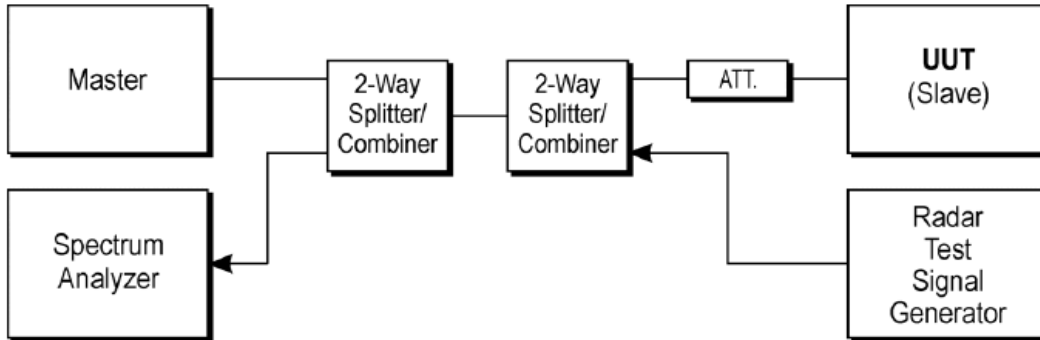 Master
2-Way
Splitter/
Combiner
2-Way
Splitter/
Combiner
ATT.
UUT
(Slave)
Spectrum
Analyzer
Radar
Test
Signal
Generator